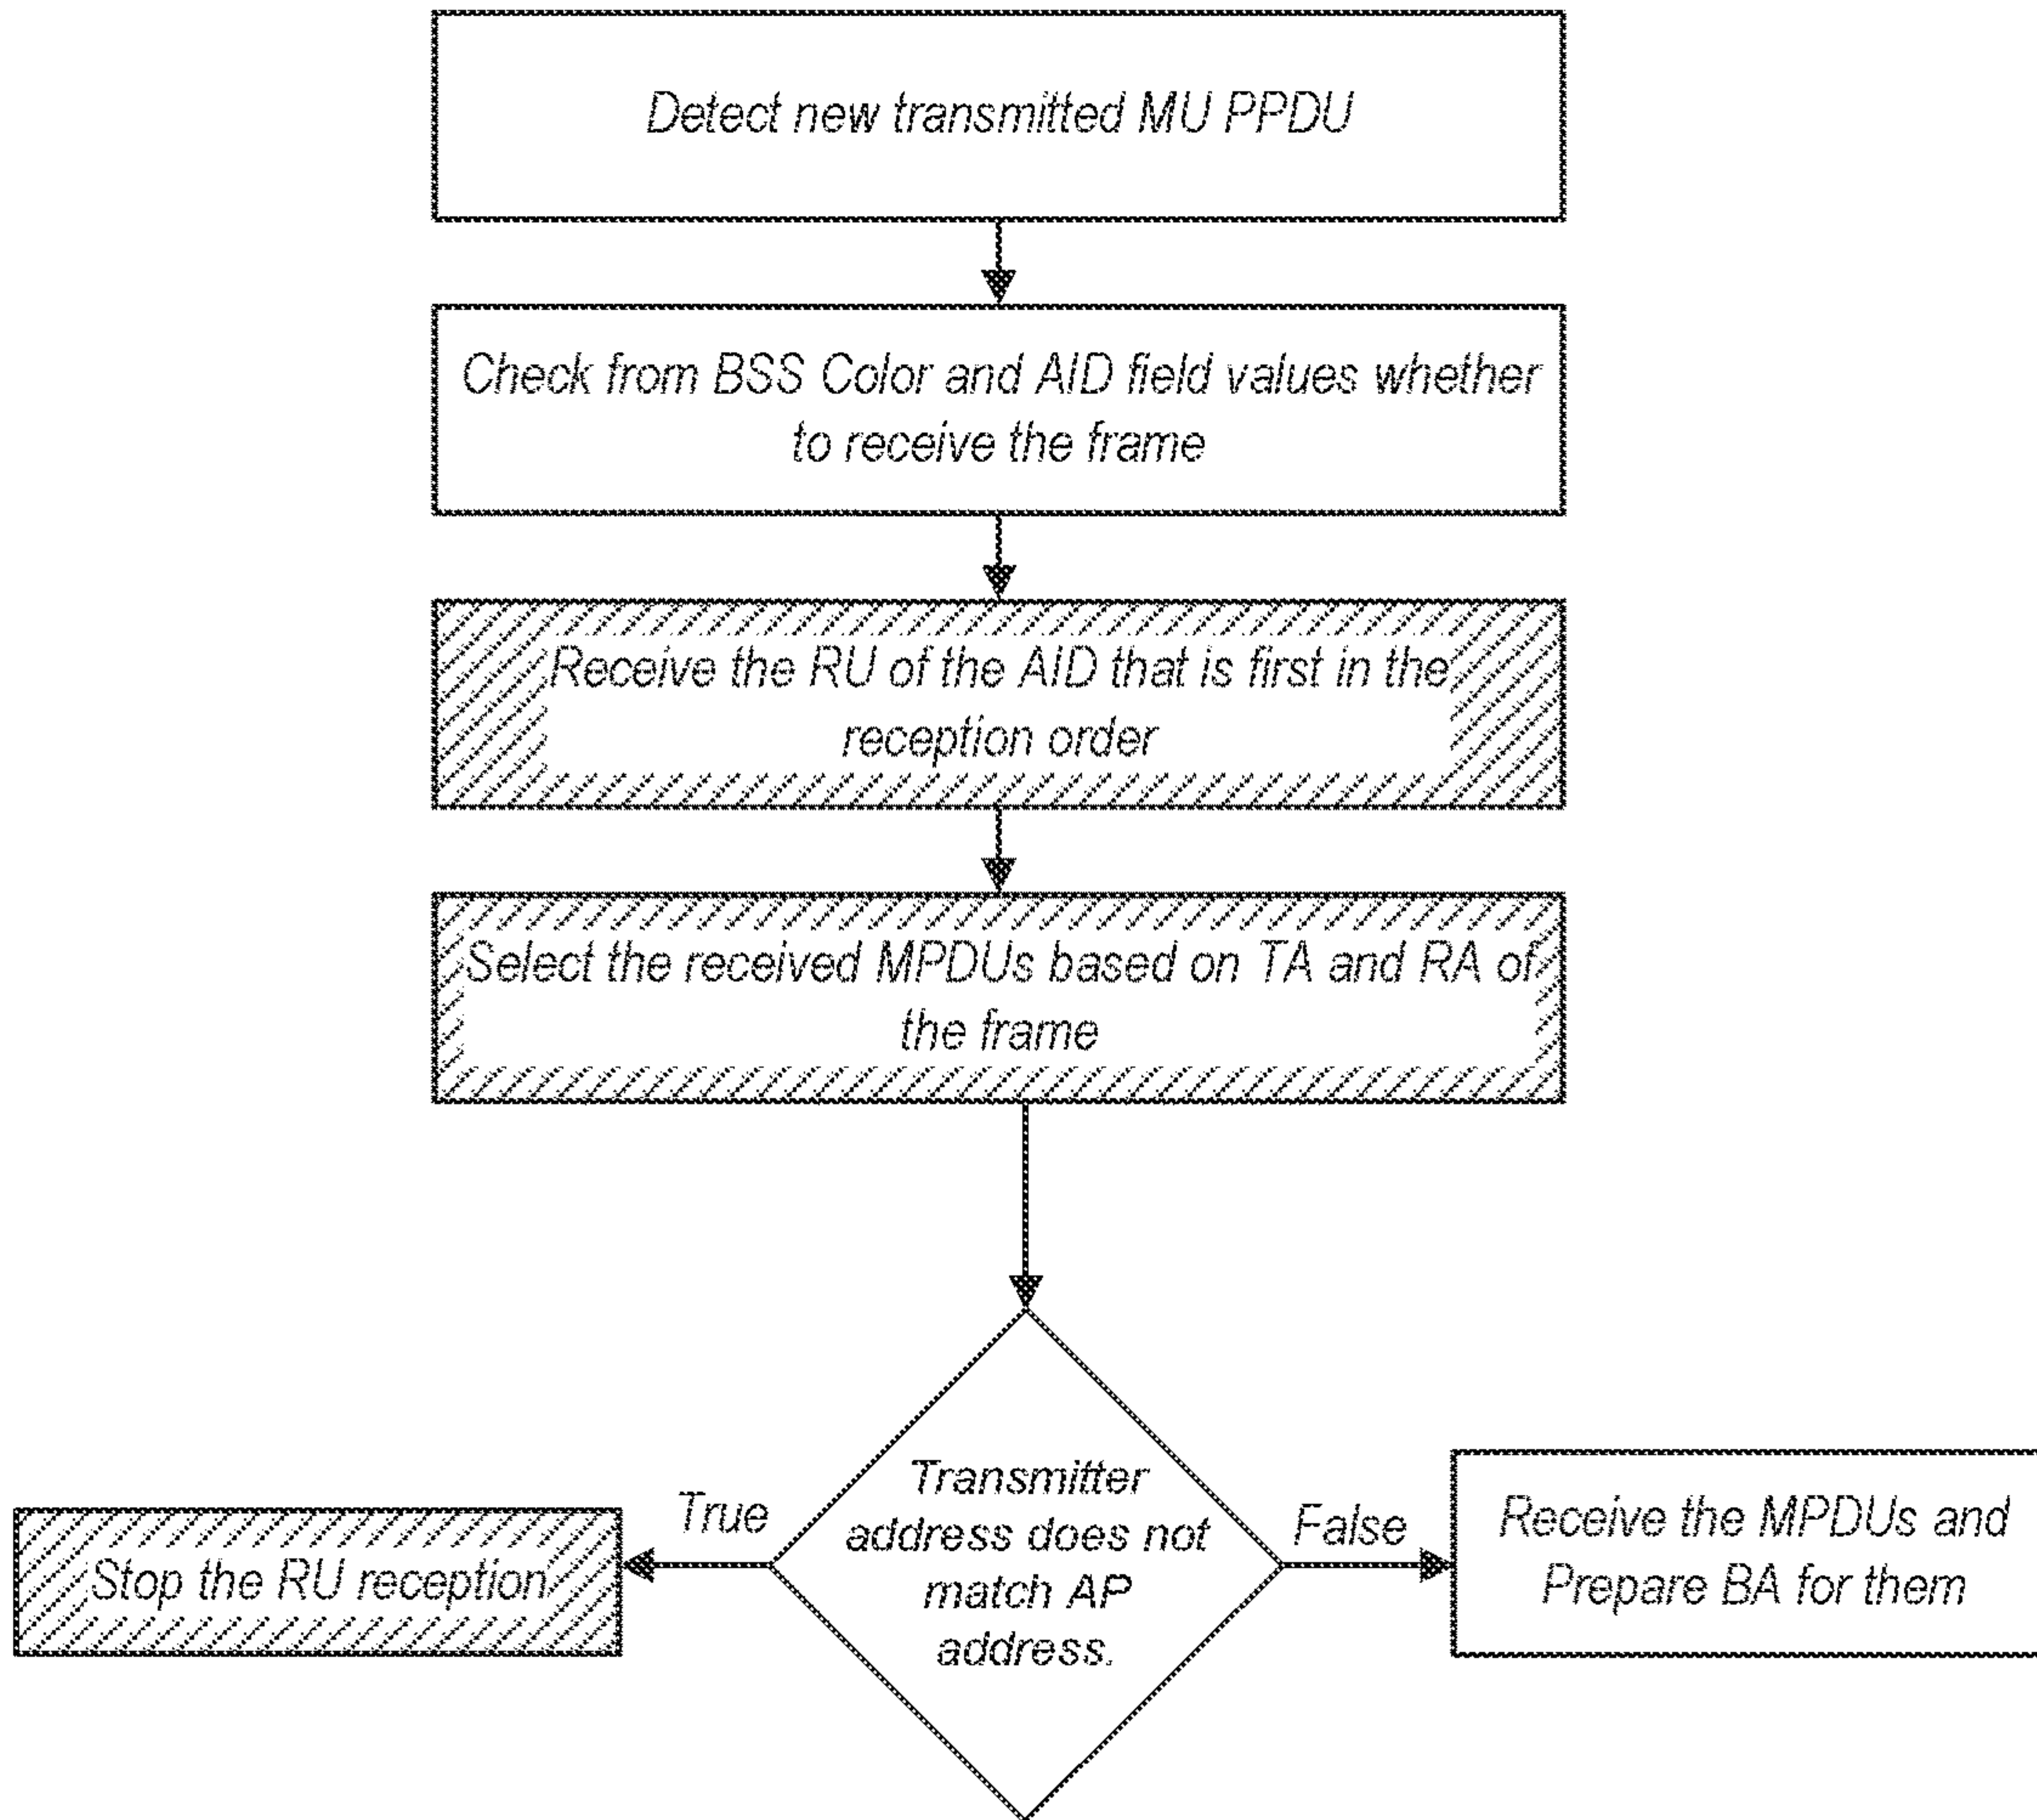 Detect new transmitted MU PPDU
Check from BSS Color and AID field values whether
to receive the frame
Receive the RU of the AID that is first in the
reception order
Select the received MPDUs based on TA and RA of
the frame
Transmitter
address does not
match AP
address.
True
False
Stop the RU reception
Receive the MPDUs and
Prepare BA for them